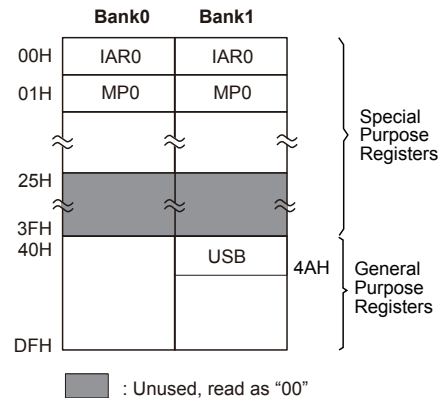 Bank0 Bank1
00H IAR0 IAR0
01H MP0 MP0
Special
Purpose
Registers
25H
3FH
40H USB
4AH
General
Purpose
Registers
DFH
: Unused, read as “00”